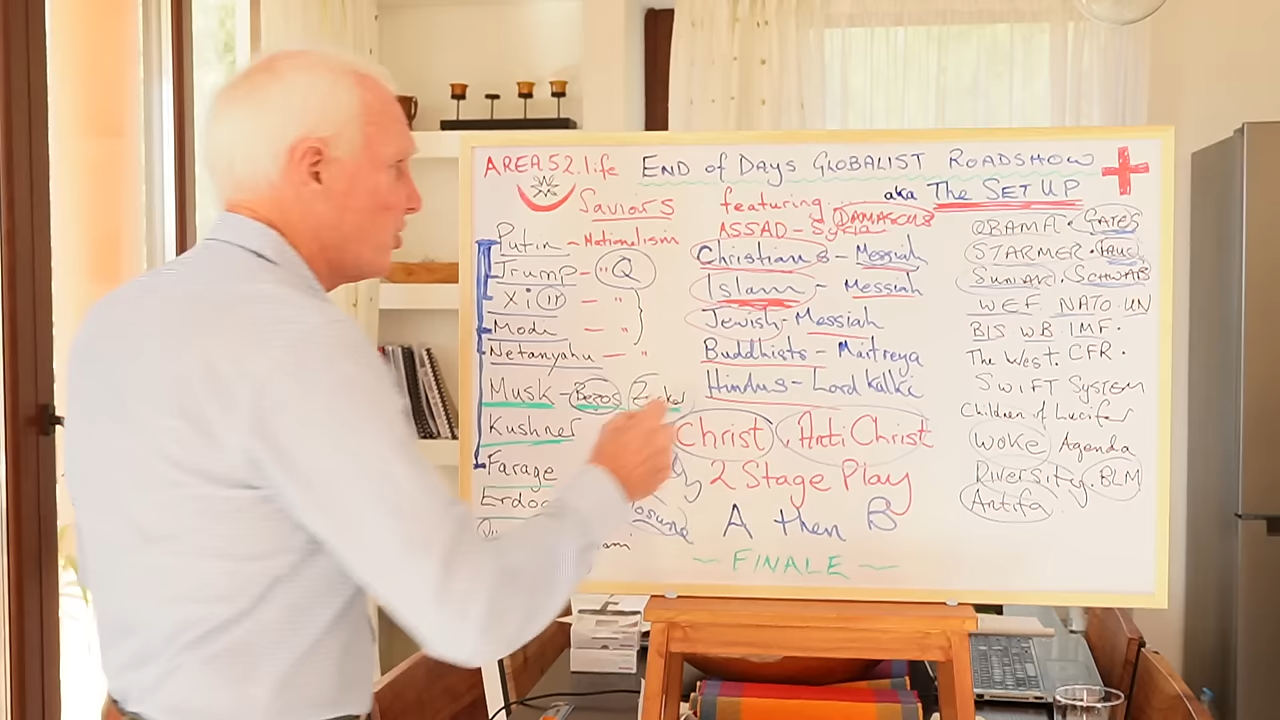 AREA52.life END OF DAYS GLOBALIST ROADSHOW
aka THE SET UP
Saviours featuring...
DAMASCUS
ASSAD - Syria
Putin - Nationalism
Trump - "Q"
Xi
Modi - "
Netanyahu - "
Musk - Bezos
Kushner
Farage
Christians - Messiah
Islam - Messiah
Jewish - Messiah
Buddhists - Maitreya
Hindus - Lord Kalki
Christ Anti Christ
2 Stage Play
A then B
~ FINALE ~
OBAMA. GATES
STARMER.
SUNAK. SCHWAB
WEF NATO. UN
BIS WB IMF.
The West. CFR.
SWIFT SYSTEM
Children of Lucifer
WOKE Agenda
Diversity. BLM
Antifa.